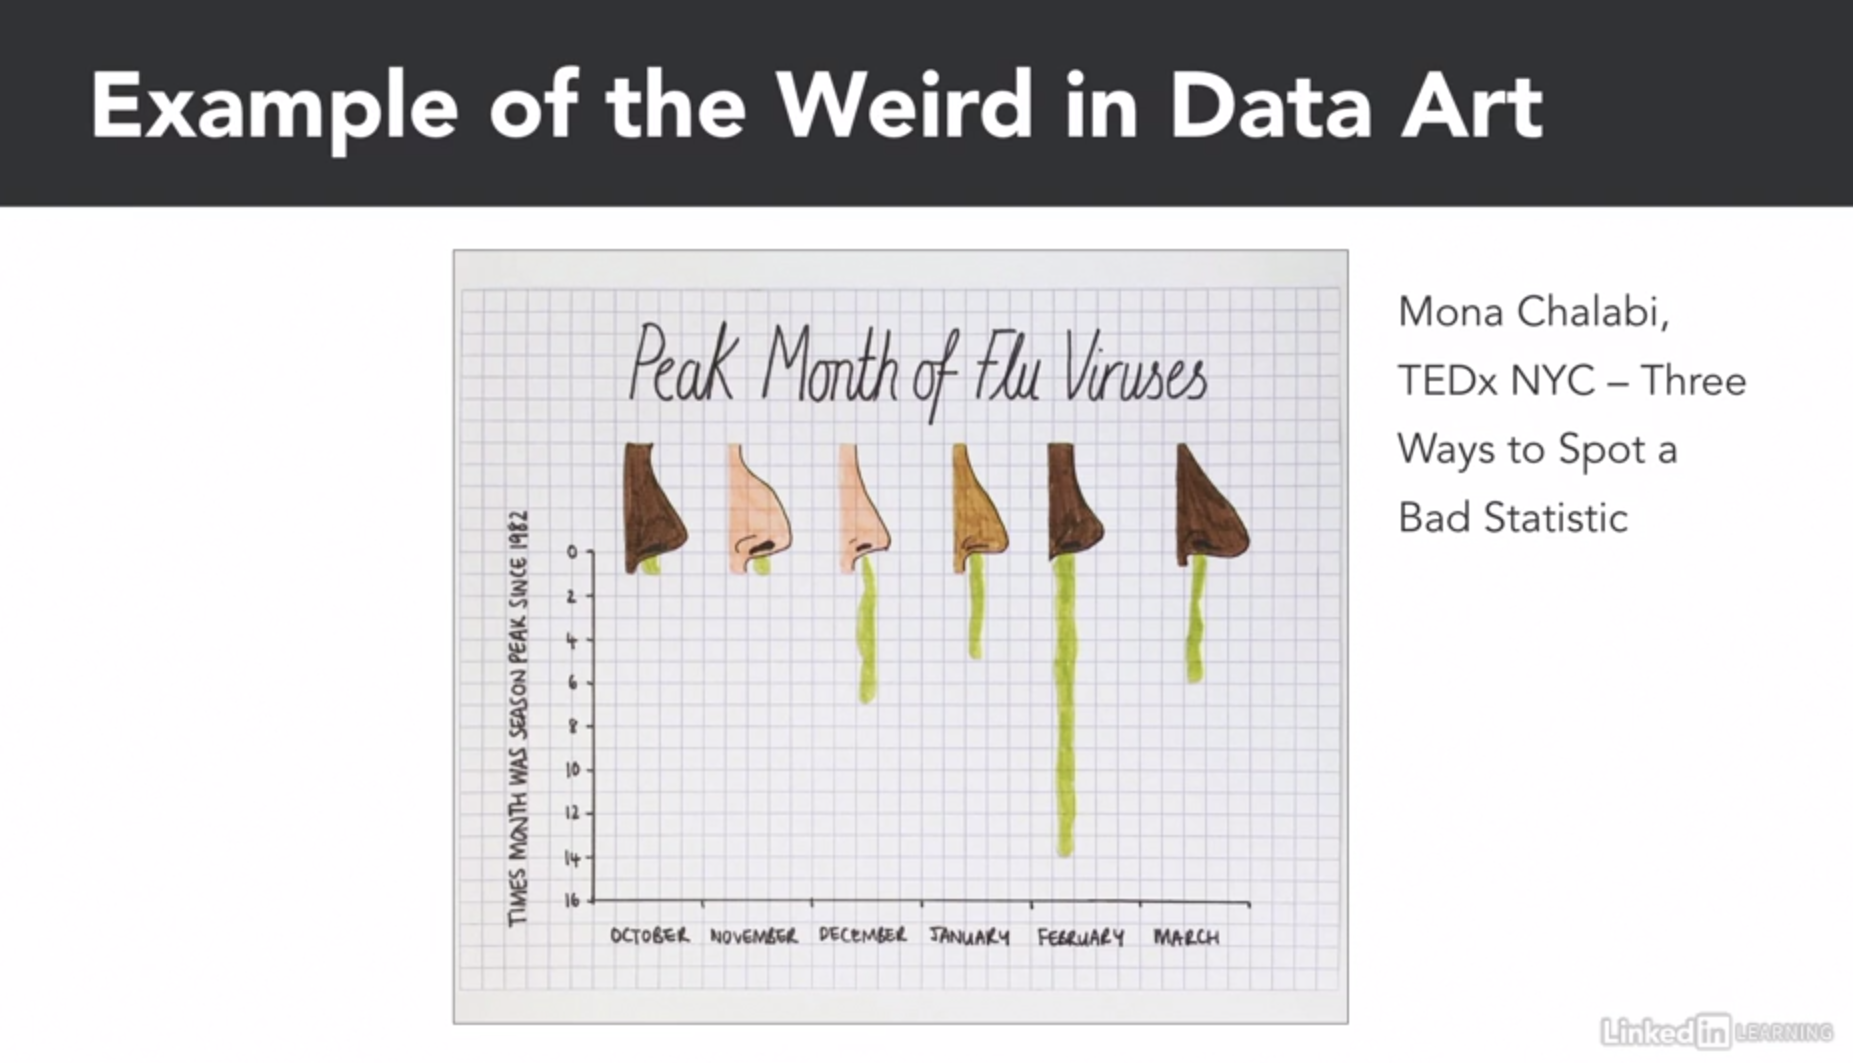 Example of the Weird in Data Art
Peak Month of Flu Viruses
Mona Chalabi,
TEDx NYC – Three
Ways to Spot a
Bad Statistic
TIMES MONTH WAS SEASON PEAK SINCE 1982
0
2
4
6
8
10
12
14
16
OCTOBER NOVEMBER DECEMBER JANUARY FEBRUARY MARCH
Linked in LEARNING